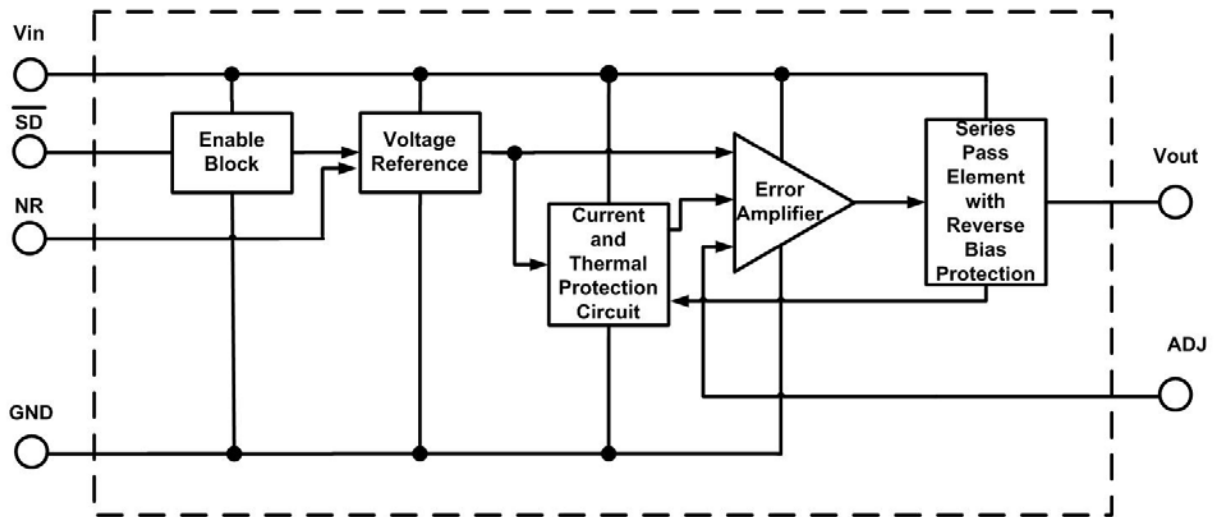 Vin
SD
NR
GND
Enable
Block
Voltage
Reference
Current
and
Thermal
Protection
Circuit
Error
Amplifier
Series
Pass
Element
with
Reverse
Bias
Protection
Vout
ADJ